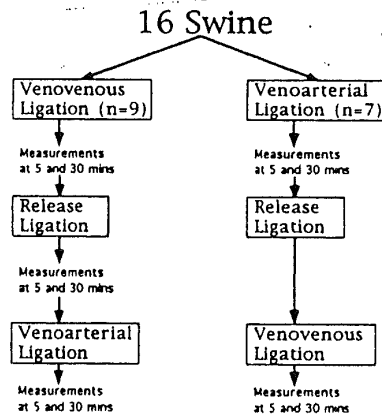 16 Swine
Venovenous
Ligation (n=9)
Measurements
at 5 and 30 mins
Release
Ligation
Measurements
at 5 and 30 mins
Venoarterial
Ligation
Measurements
at 5 and 30 mins
Venoarterial
Ligation (n=7)
Measurements
at 5 and 30 mins
Release
Ligation
Venovenous
Ligation
Measurements
at 5 and 30 mins